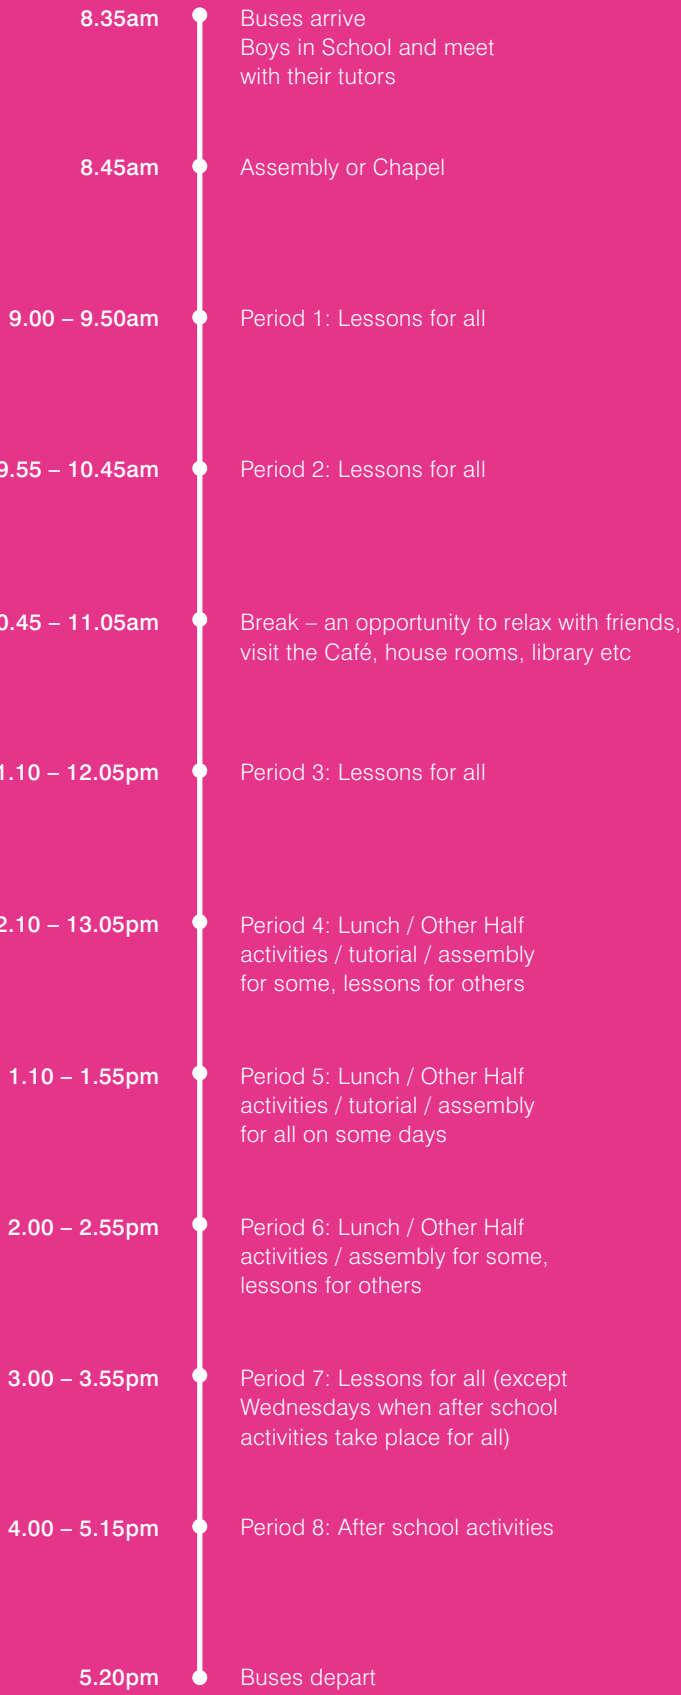 8.35am
Buses arrive
Boys in School and meet
with their tutors
8.45am
Assembly or Chapel
9.00 – 9.50am
Period 1: Lessons for all
9.55 – 10.45am
Period 2: Lessons for all
0.45 – 11.05am
Break – an opportunity to relax with friends,
visit the Café, house rooms, library etc
1.10 – 12.05pm
Period 3: Lessons for all
2.10 – 13.05pm
Period 4: Lunch / Other Half
activities / tutorial / assembly
for some, lessons for others
1.10 – 1.55pm
Period 5: Lunch / Other Half
activities / tutorial / assembly
for all on some days
2.00 – 2.55pm
Period 6: Lunch / Other Half
activities / assembly for some,
lessons for others
3.00 – 3.55pm
Period 7: Lessons for all (except
Wednesdays when after school
activities take place for all)
4.00 – 5.15pm
Period 8: After school activities
5.20pm
Buses depart